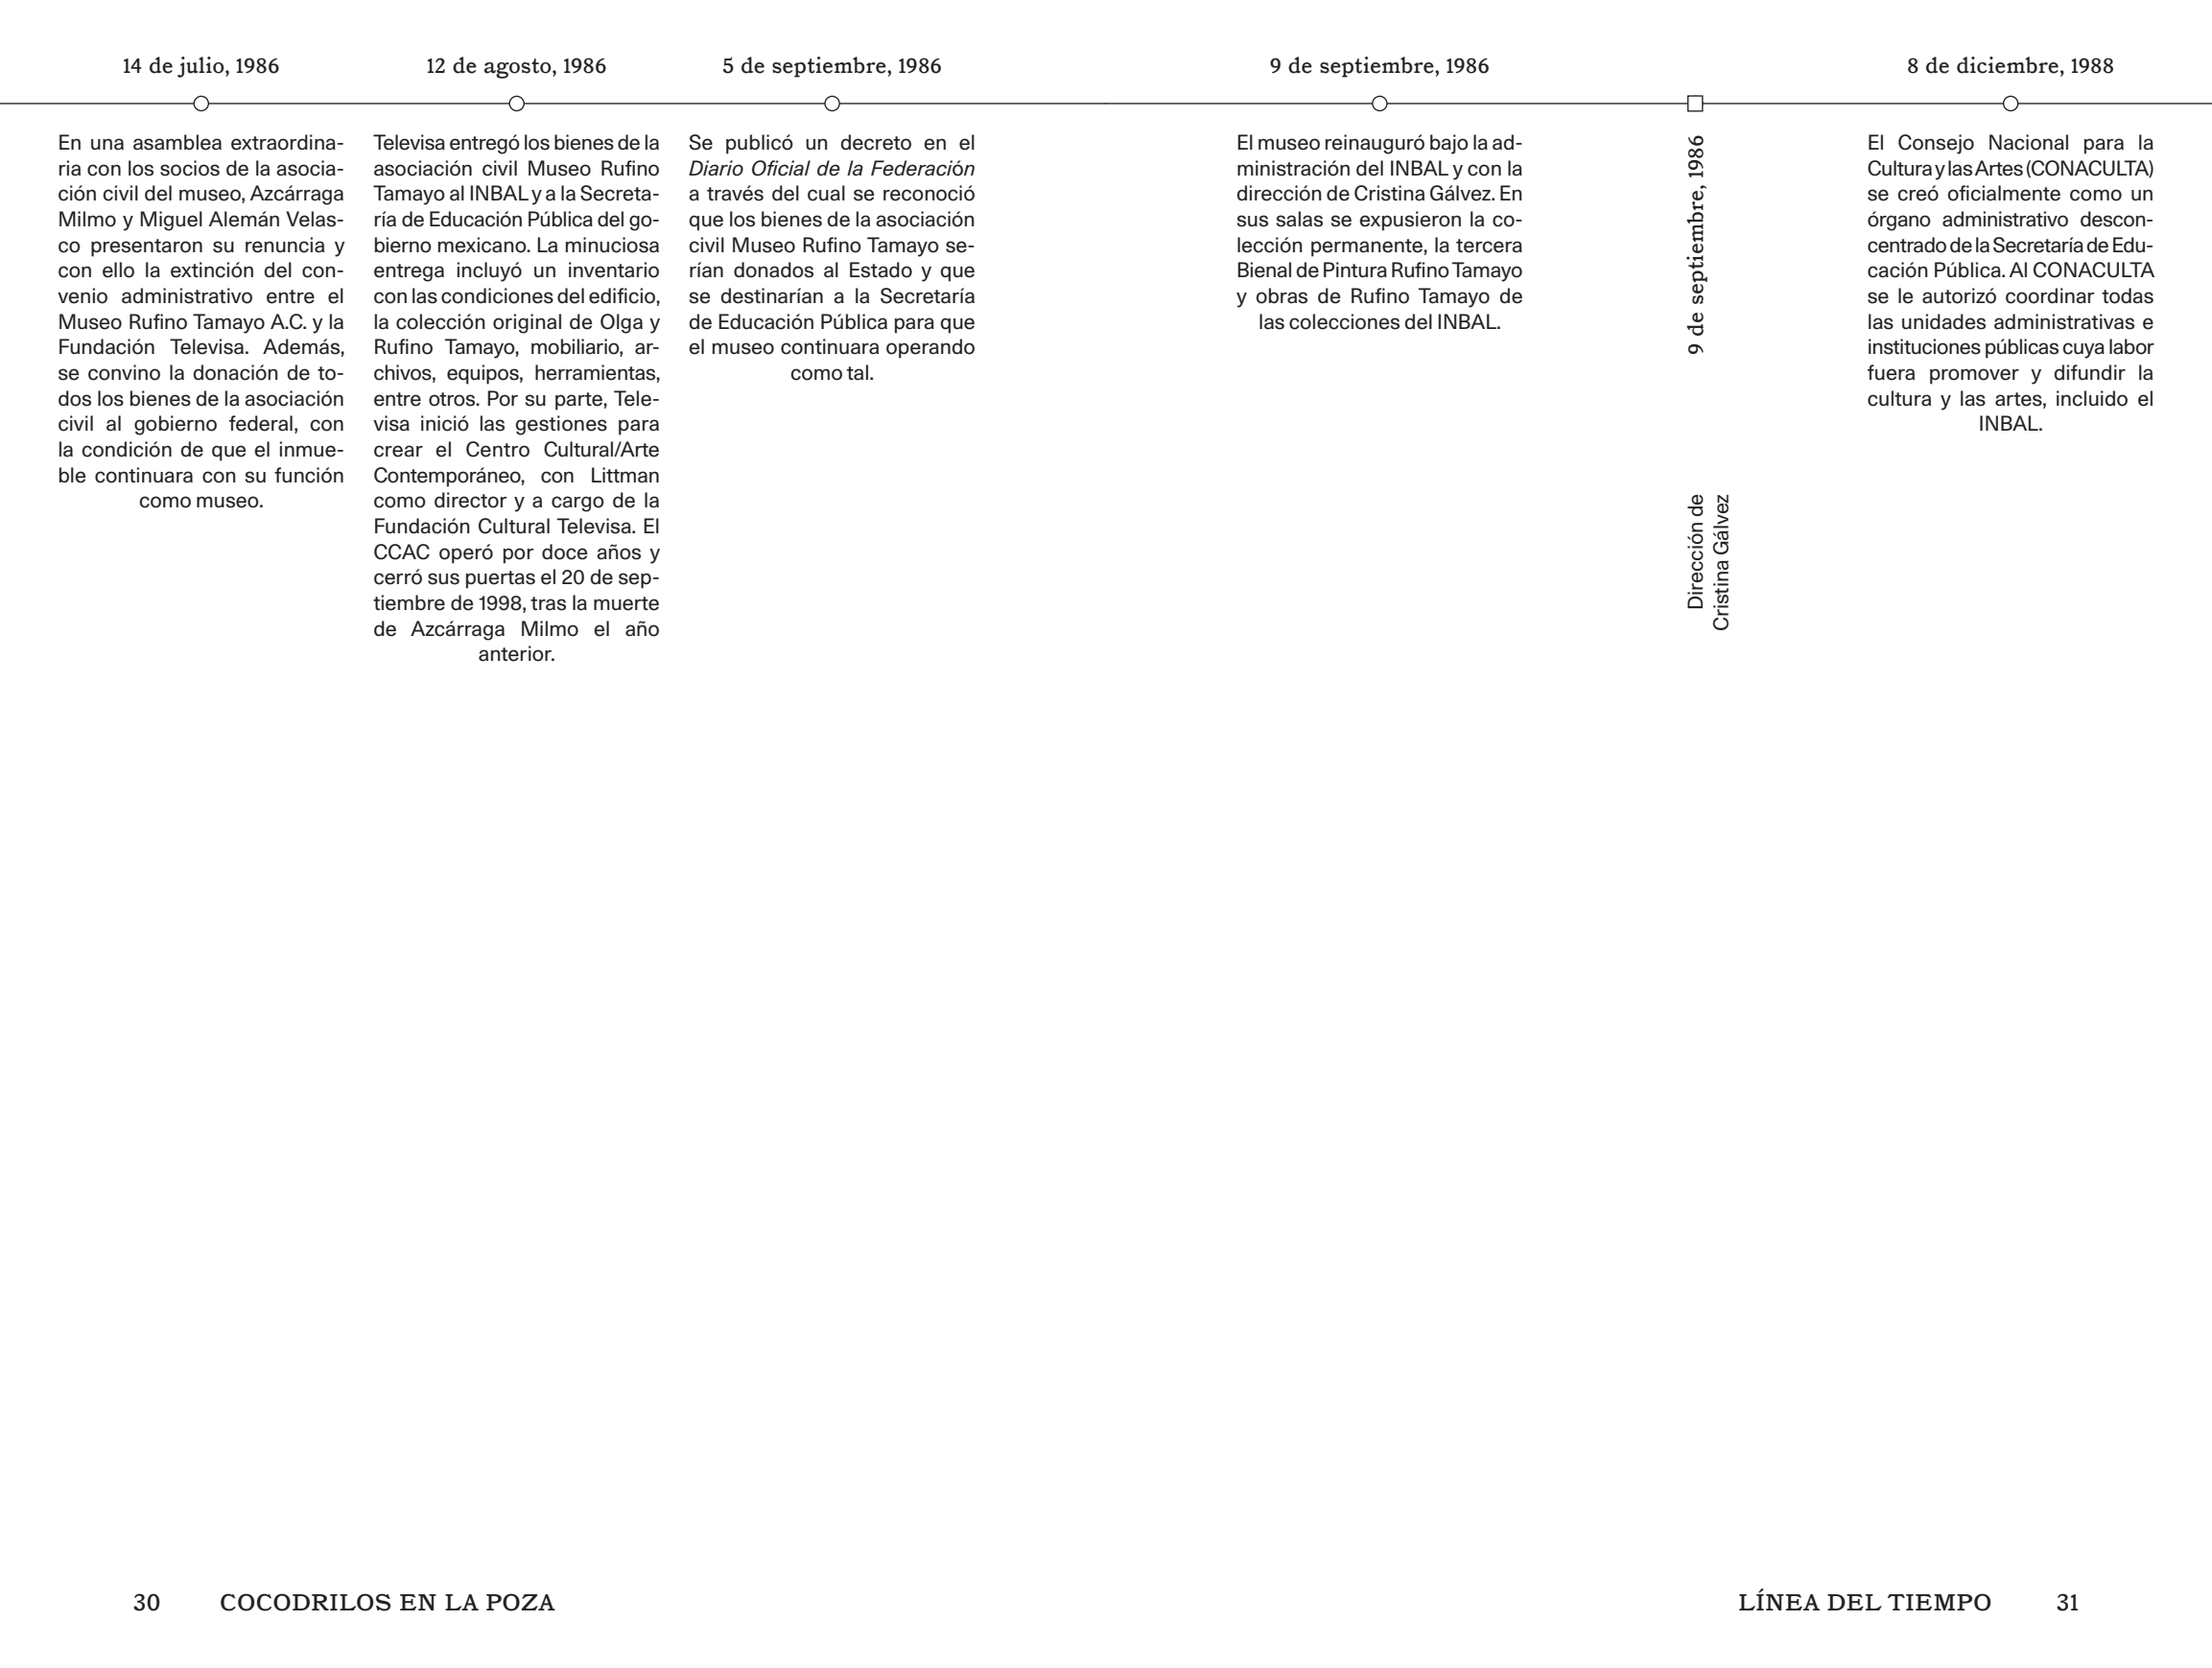 14 de julio, 1986
En una asamblea extraordina-
ria con los socios de la asocia-
ción civil del museo, Azcárraga
Milmo y Miguel Alemán Velas-
co presentaron su renuncia y
con ello la extinción del con-
venio administrativo entre el
Museo Rufino Tamayo A.C. y la
Fundación Televisa. Además,
se convino la donación de to-
dos los bienes de la asociación
civil al gobierno federal, con
la condición de que el inmue-
ble continuara con su función
como museo.
12 de agosto, 1986
Televisa entregó los bienes de la
asociación civil Museo Rufino
Tamayo al INBAL y a la Secreta-
ría de Educación Pública del go-
bierno mexicano. La minuciosa
entrega incluyó un inventario
con las condiciones del edificio,
la colección original de Olga y
Rufino Tamayo, mobiliario, ar-
chivos, equipos, herramientas,
entre otros. Por su parte, Tele-
visa inició las gestiones para
crear el Centro Cultural/Arte
Contemporáneo, con Littman
como director y a cargo de la
Fundación Cultural Televisa. El
CCAC operó por doce años y
cerró sus puertas el 20 de sep-
tiembre de 1998, tras la muerte
de Azcárraga Milmo el año
anterior.
5 de septiembre, 1986
Se publicó un decreto en el
Diario Oficial de la Federación
a través del cual se reconoció
que los bienes de la asociación
civil Museo Rufino Tamayo se-
rían donados al Estado y que
se destinarían a la Secretaría
de Educación Pública para que
el museo continuara operando
como tal.
9 de septiembre, 1986
El museo reinauguró bajo la ad-
ministración del INBAL y con la
dirección de Cristina Gálvez. En
sus salas se expusieron la co-
lección permanente, la tercera
Bienal de Pintura Rufino Tamayo
y obras de Rufino Tamayo de
las colecciones del INBAL.
9 de septiembre, 1986
Dirección de
Cristina Gálvez
8 de diciembre, 1988
El Consejo Nacional para la
Cultura y las Artes (CONACULTA)
se creó oficialmente como un
órgano administrativo descon-
centrado de la Secretaría de Edu-
cación Pública. Al CONACULTA
se le autorizó coordinar todas
las unidades administrativas e
instituciones públicas cuya labor
fuera promover y difundir la
cultura y las artes, incluido el
INBAL.
30 COCODRILOS EN LA POZA
LÍNEA DEL TIEMPO 31